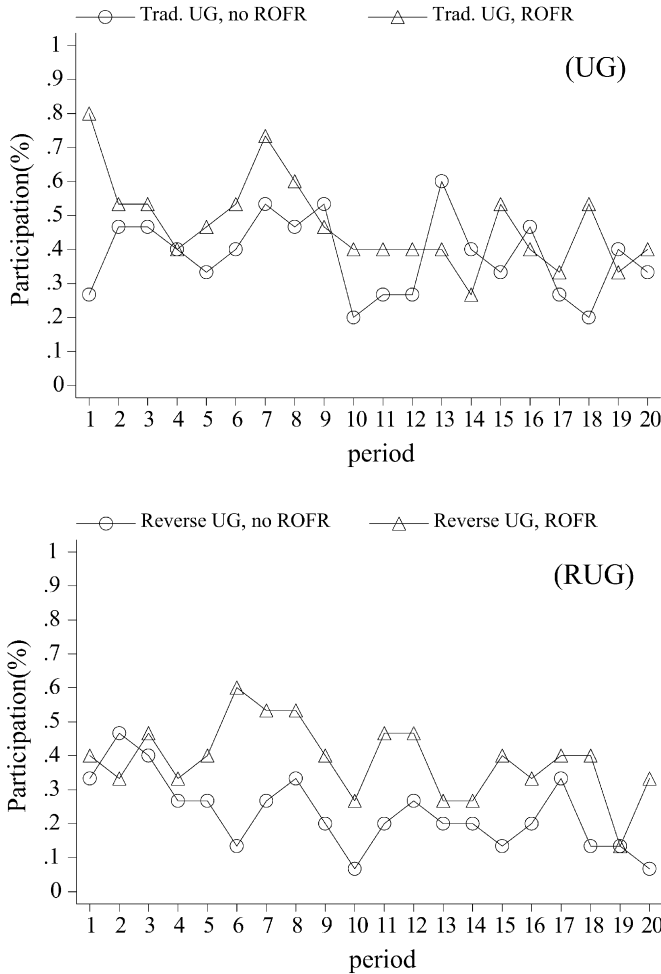 Trad. UG, no ROFR Trad. UG, ROFR
(UG)
Participation(%)
1
.9
.8
.7
.6
.5
.4
.3
.2
.1
0
1 2 3 4 5 6 7 8 9 10 11 12 13 14 15 16 17 18 19 20
period
Reverse UG, no ROFR Reverse UG, ROFR
(RUG)
Participation(%)
1
.9
.8
.7
.6
.5
.4
.3
.2
.1
0
1 2 3 4 5 6 7 8 9 10 11 12 13 14 15 16 17 18 19 20
period